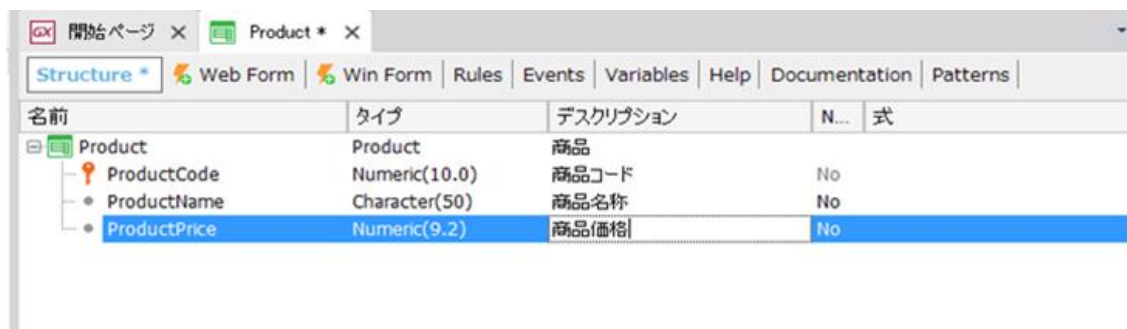 GX 開始ページ × Product * ×
Structure * Web Form Win Form Rules Events Variables Help Documentation Patterns
名前 タイプ デスクリプション N... 式
Product Product 商品
ProductCode Numeric(10.0) 商品コード No
ProductName Character(50) 商品名称 No
ProductPrice Numeric(9.2) 商品価格 No